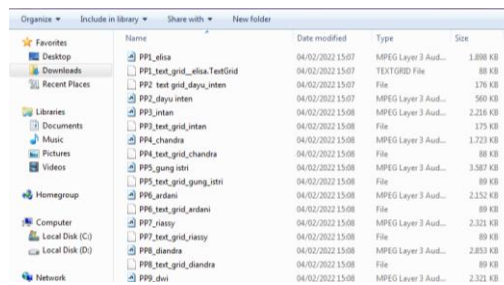 Organize ▾ Include in library ▾ Share with ▾ New folder
Favorites
Desktop
Downloads
Recent Places
Libraries
Documents
Music
Pictures
Videos
Homegroup
Computer
Local Disk (C:)
Local Disk (D:)
Network
Name Date modified Type Size
PP1_elisa 04/02/2022 15:07 MPEG Layer 3 Aud... 1.898 KB
PP1_text_grid__elisa.TextGrid 04/02/2022 15:07 TEXTGRID File 88 KB
PP2 text grid_dayu_inten 04/02/2022 15:07 File 176 KB
PP2_dayu inten 04/02/2022 15:07 MPEG Layer 3 Aud... 560 KB
PP3_intan 04/02/2022 15:08 MPEG Layer 3 Aud... 2.216 KB
PP3_text_grid_intan 04/02/2022 15:08 File 175 KB
PP4_chandra 04/02/2022 15:08 MPEG Layer 3 Aud... 1.723 KB
PP4_text_grid_chandra 04/02/2022 15:08 File 88 KB
PP5_gung istri 04/02/2022 15:08 MPEG Layer 3 Aud... 3.587 KB
PP5_text_grid_gung_istri 04/02/2022 15:08 File 89 KB
PP6_ardani 04/02/2022 15:08 MPEG Layer 3 Aud... 2.152 KB
PP6_text_grid_ardani 04/02/2022 15:08 File 89 KB
PP7_riassy 04/02/2022 15:08 MPEG Layer 3 Aud... 2.321 KB
PP7_text_grid_riassy 04/02/2022 15:08 File 89 KB
PP8_diandra 04/02/2022 15:08 MPEG Layer 3 Aud... 2.853 KB
PP8_text_grid_diandra 04/02/2022 15:08 File 89 KB
PP9_dwi 04/02/2022 15:08 MPEG Layer 3 Aud... 2.321 KB